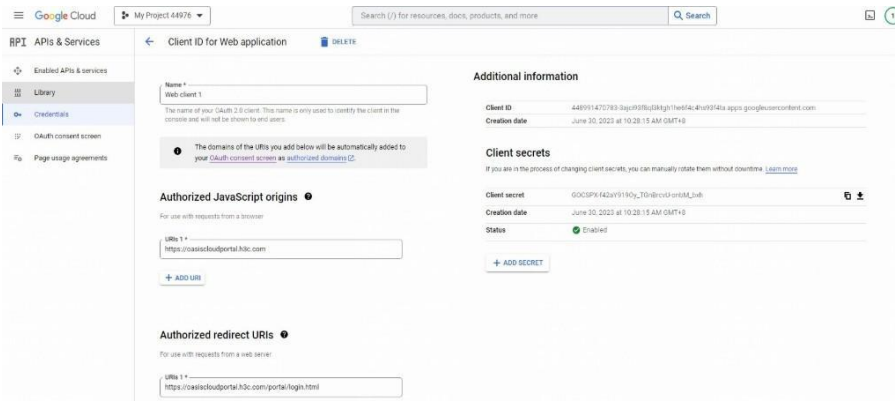 Google Cloud
My Project 44976
Search (/) for resources, docs, products, and more
Search
1
API APIs & Services
Client ID for Web application
DELETE
Enabled APIs & services
Library
Credentials
OAuth consent screen
Page usage agreements
Name *
Web client 1
The name of your OAuth 2.0 client. This name is only used to identify the client in the
console and will not be shown to end users.
The domains of the URIs you add below will be automatically added to
your OAuth consent screen as authorized domains.
Authorized JavaScript origins
For use with requests from a browser
URIs 1 *
https://oasiscloudportal.h3c.com
+ ADD URI
Authorized redirect URIs
For use with requests from a web server
URIs 1 *
https://oasiscloudportal.h3c.com/portal/login.html
Additional information
Client ID
Creation date June 30, 2023 at 10:28:15 AM GMT+8
Client secrets
If you are in the process of changing client secrets, you can manually rotate them without downtime. Learn more
Client secret
Creation date June 30, 2023 at 10:28:15 AM GMT+8
Status Enabled
+ ADD SECRET